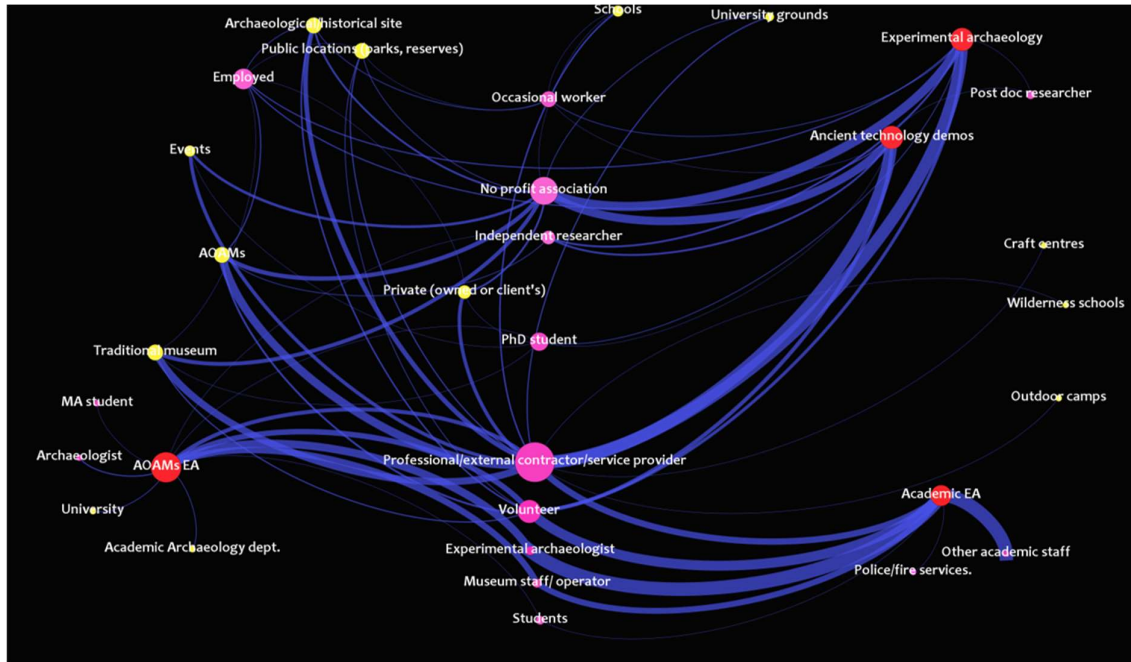 Schools
University grounds
Archaeological/historical site
Experimental archaeology
Public locations (parks, reserves)
Employed
Occasional worker
Post doc researcher
Ancient technology demos
Events
No profit association
Independent researcher
Craft centres
AOAMs
Private (owned or client's)
Wilderness schools
PhD student
Traditional museum
Outdoor camps
MA student
Archaeologist
AOAMs EA
Professional/external contractor/service provider
Academic EA
University
Volunteer
Academic Archaeology dept.
Experimental archaeologist
Other academic staff
Police/fire services.
Museum staff/ operator
Students